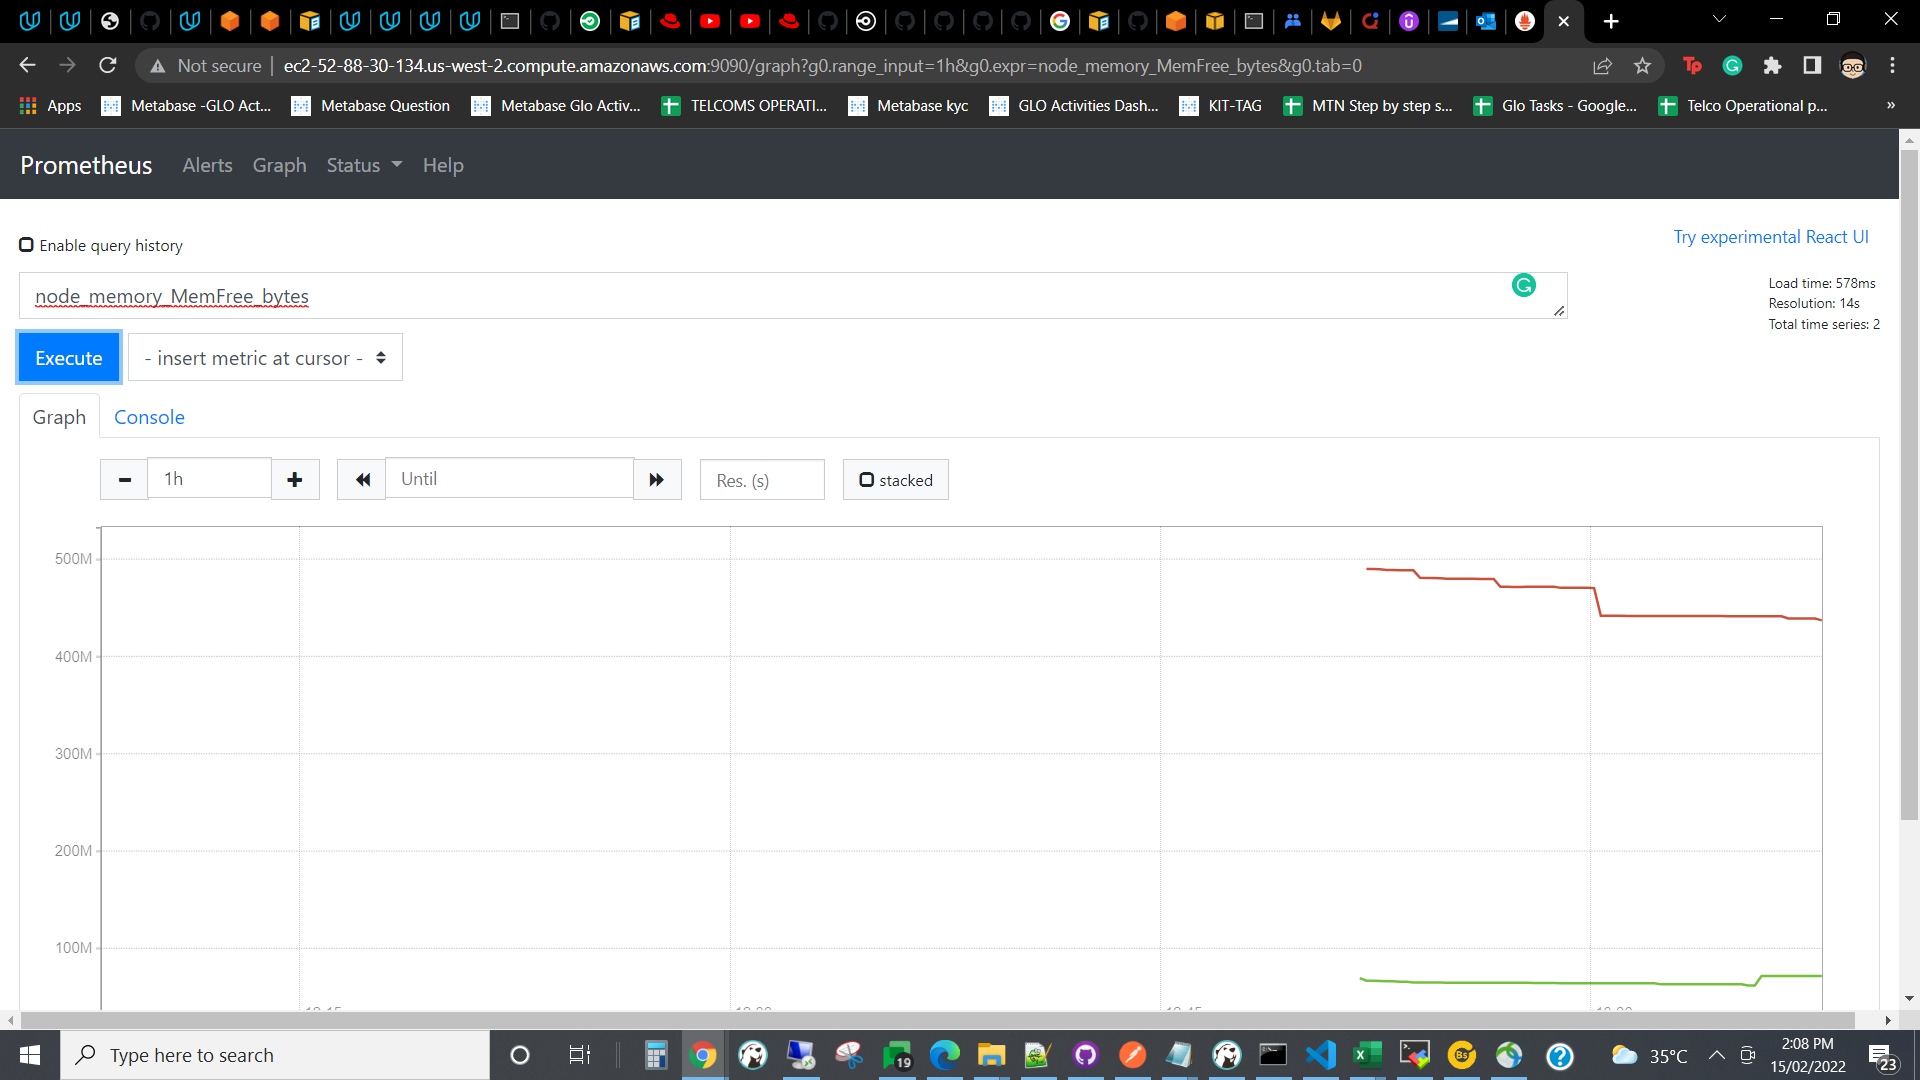 Not secure ec2-52-88-30-134.us-west-2.compute.amazonaws.com:9090/graph?g0.range_input=1h&g0.expr=node_memory_MemFree_bytes&g0.tab=0
Apps Metabase -GLO Act... Metabase Question Metabase Glo Activ... TELCOMS OPERATI... Metabase kyc GLO Activities Dash... KIT-TAG MTN Step by step s... Glo Tasks - Google... Telco Operational p... »
Prometheus Alerts Graph Status Help
Try experimental React UI
Enable query history
node_memory_MemFree_bytes
Load time: 578ms
Resolution: 14s
Total time series: 2
Execute - insert metric at cursor -
Graph Console
1h Until Res. (s) stacked
500M
400M
300M
200M
100M
Type here to search
19
Bs
35°C
2:08 PM
15/02/2022
23